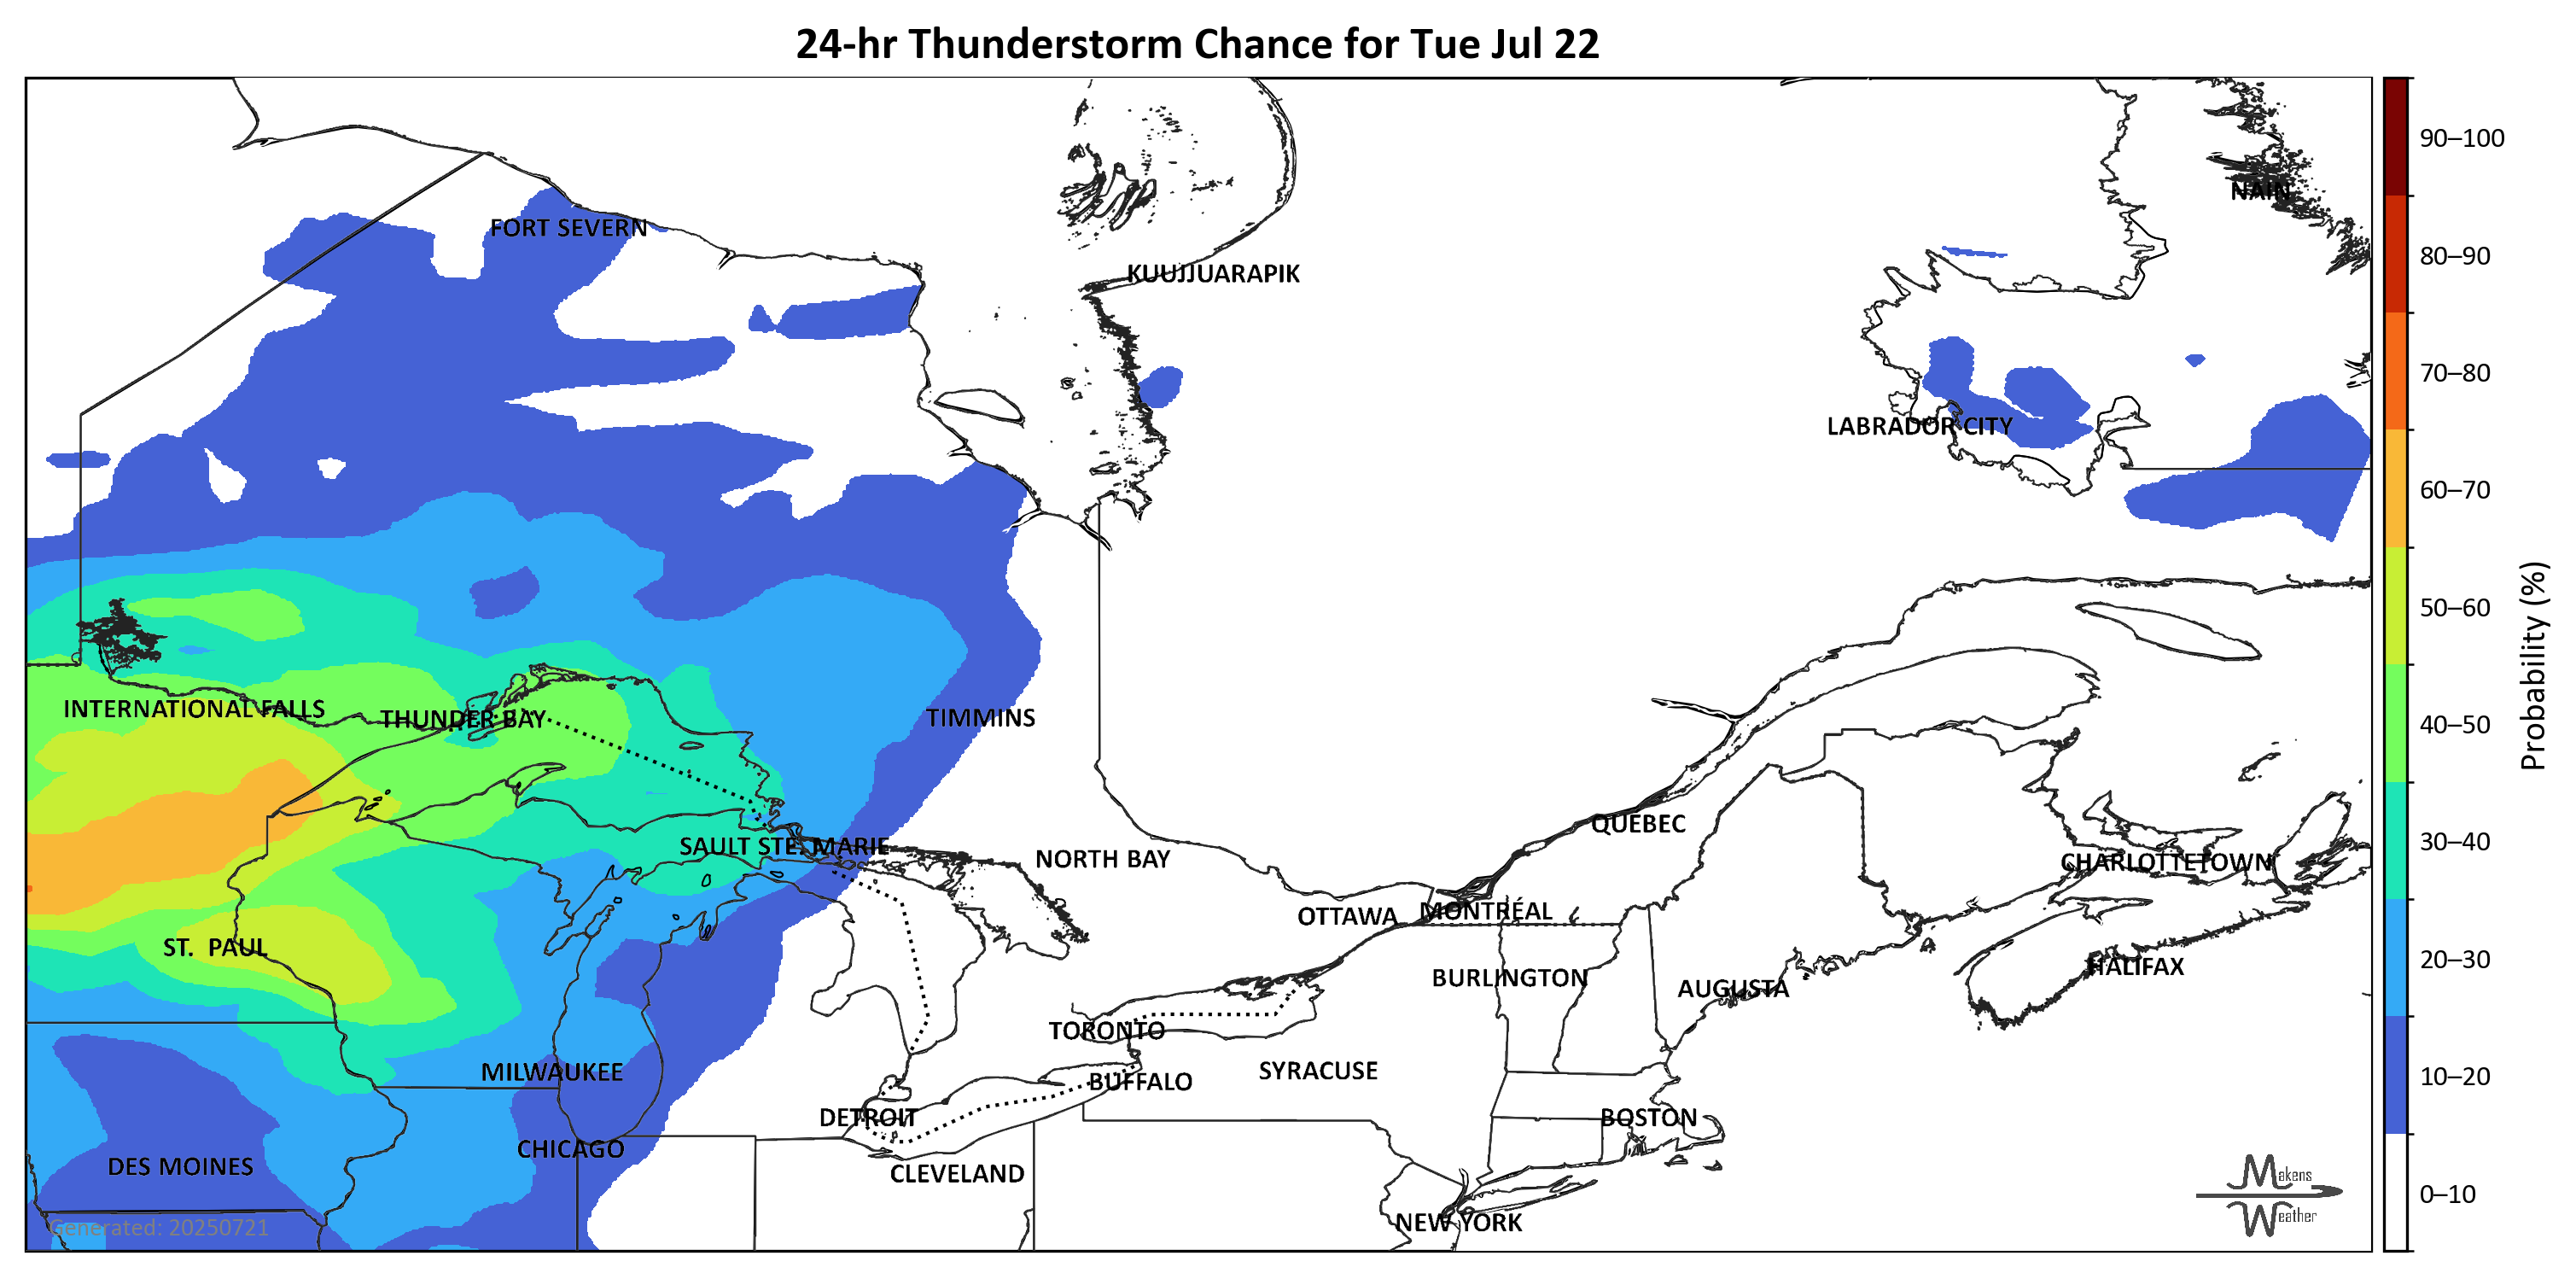 24-hr Thunderstorm Chance for Tue Jul 22
90–100
NAIN
FORT SEVERN
80–90
KUUJJUARAPIK
70–80
LABRADOR CITY
60–70
50–60
Probability (%)
INTERNATIONAL FALLS
THUNDER BAY
TIMMINS
40–50
QUEBEC
SAULT STE. MARIE
NORTH BAY
CHARLOTTETOWN
30–40
OTTAWA
MONTRÉAL
ST. PAUL
20–30
BURLINGTON
AUGUSTA
HALIFAX
TORONTO
MILWAUKEE
BUFFALO
SYRACUSE
10–20
DETROIT
BOSTON
CHICAGO
DES MOINES
CLEVELAND
Makens
Weather
0–10
Generated: 20250721
NEW YORK